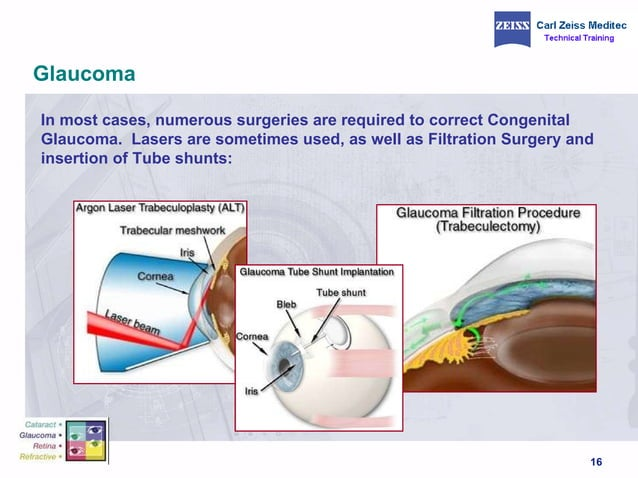 ZEISS
Carl Zeiss Meditec
Technical Training
Glaucoma
In most cases, numerous surgeries are required to correct Congenital
Glaucoma. Lasers are sometimes used, as well as Filtration Surgery and
insertion of Tube shunts:
Argon Laser Trabeculoplasty (ALT)
Trabecular meshwork
Iris
Cornea
Laser beam
Glaucoma Tube Shunt Implantation
Tube shunt
Bleb
Cornea
Iris
Glaucoma Filtration Procedure
(Trabeculectomy)
Cataract •
Glaucoma •
Retina •
Refractive •
16